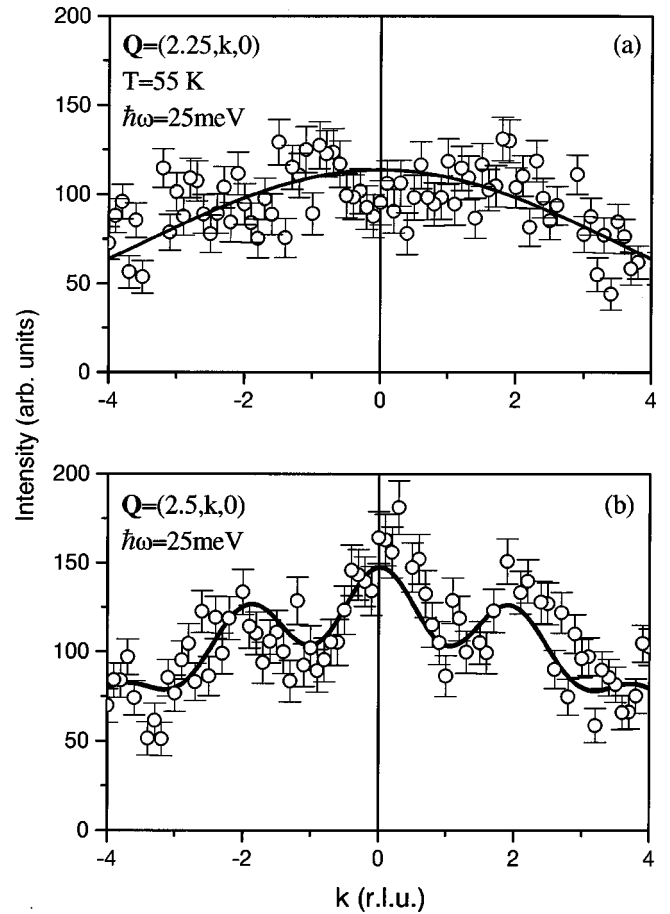 200
Q=(2.25,k,0)
(a)
T=55 K
ħω=25meV
150
100
50
0
-4 -2 0 2 4
Intensity (arb. units)
200
Q=(2.5,k,0)
(b)
ħω=25meV
150
100
50
0
-4 -2 0 2 4
k (r.l.u.)